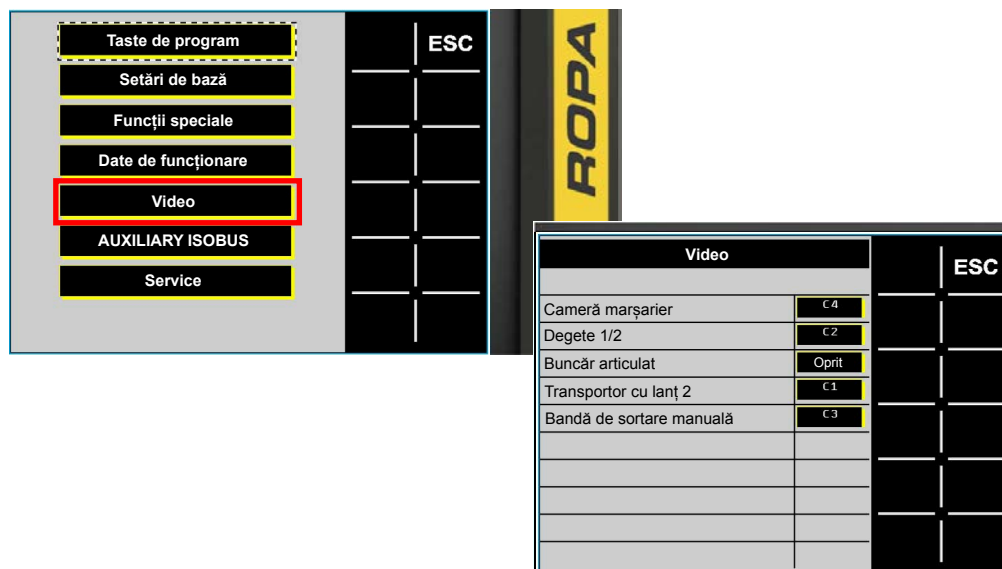 Taste de program
ESC
Setări de bază
Funcții speciale
Date de funcționare
Video
AUXILIARY ISOBUS
Service
ROPA
Video
ESC
Cameră marșarier C4
Degete 1/2 C2
Buncăr articulat Oprit
Transportor cu lanț 2 C1
Bandă de sortare manuală C3